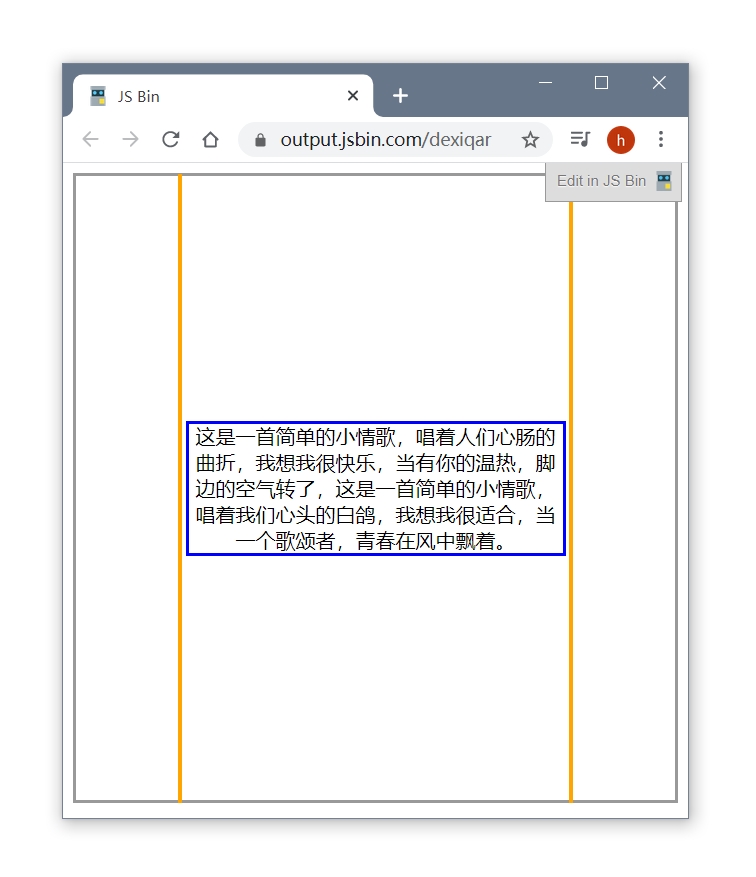 JS Bin
output.jsbin.com/dexiqar
h
Edit in JS Bin
这是一首简单的小情歌，唱着人们心肠的
曲折，我想我很快乐，当有你的温热，脚
边的空气转了，这是一首简单的小情歌，
唱着我们心头的白鸽，我想我很适合，当
一个歌颂者，青春在风中飘着。